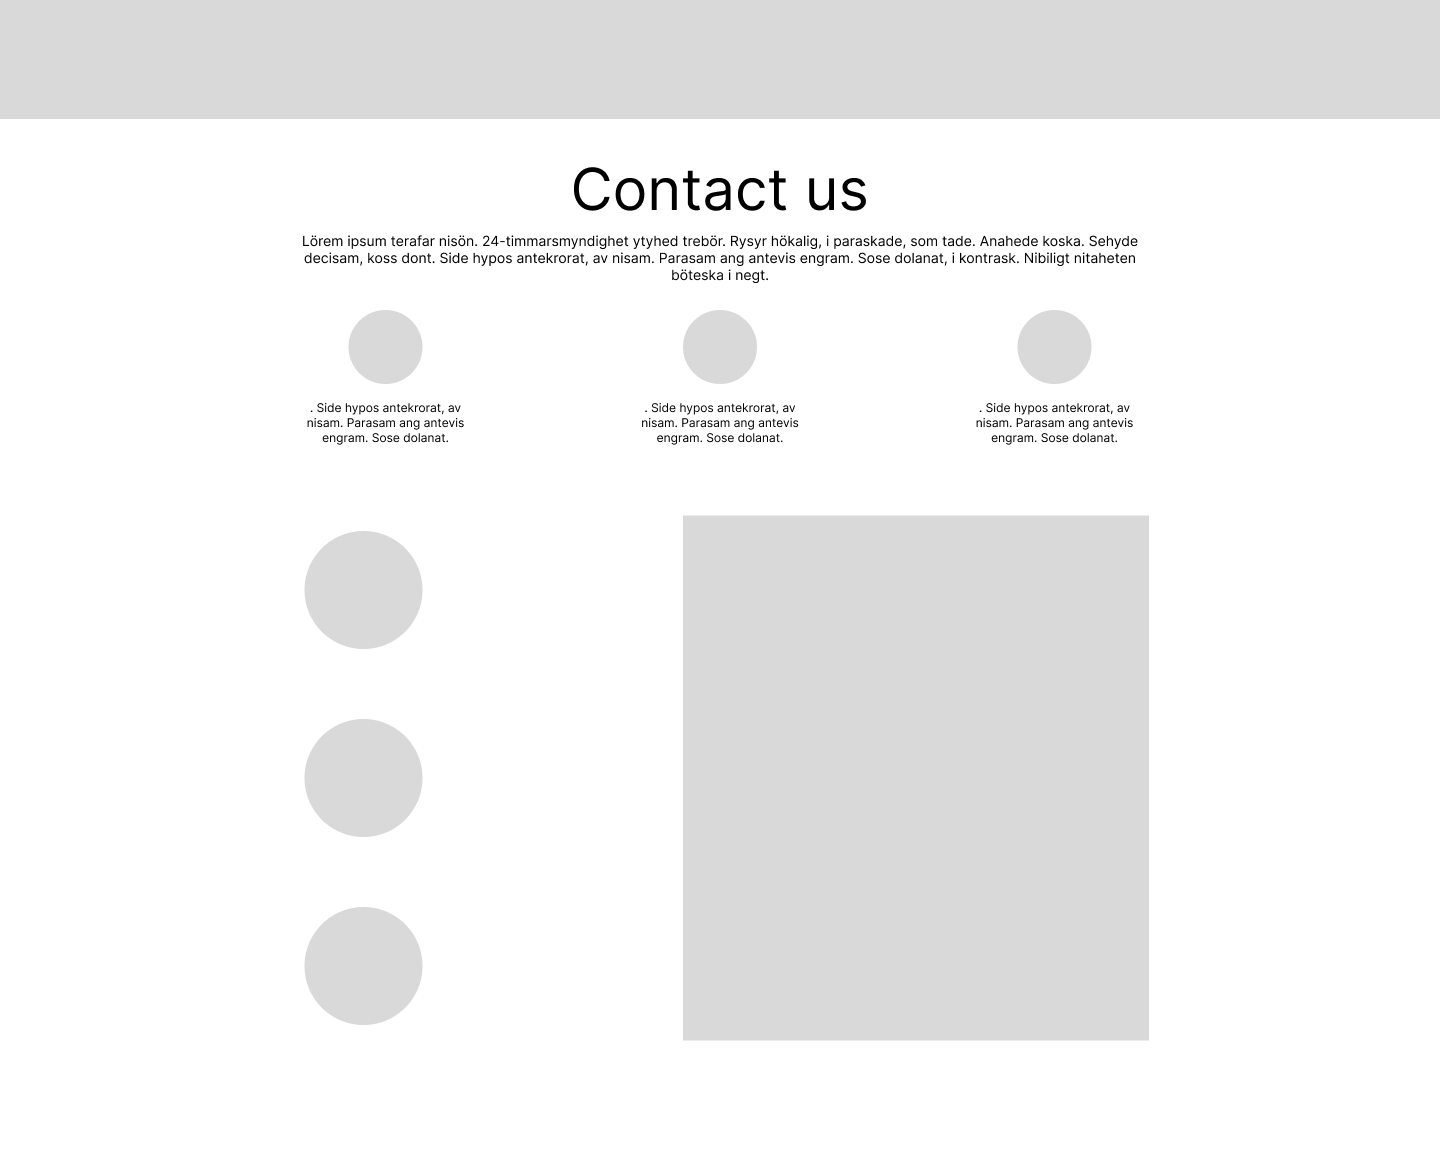 Contact us
Lörem ipsum terafar nisön. 24-timmarsmyndighet ytyhed trebör. Rysyr hökalig, i paraskade, som tade. Anahede koska. Sehyde
decisam, koss dont. Side hypos antekrorat, av nisam. Parasam ang antevis engram. Sose dolanat, i kontrask. Nibiligt nitaheten
böteska i negt.
. Side hypos antekrorat, av
nisam. Parasam ang antevis
engram. Sose dolanat.
. Side hypos antekrorat, av
nisam. Parasam ang antevis
engram. Sose dolanat.
. Side hypos antekrorat, av
nisam. Parasam ang antevis
engram. Sose dolanat.